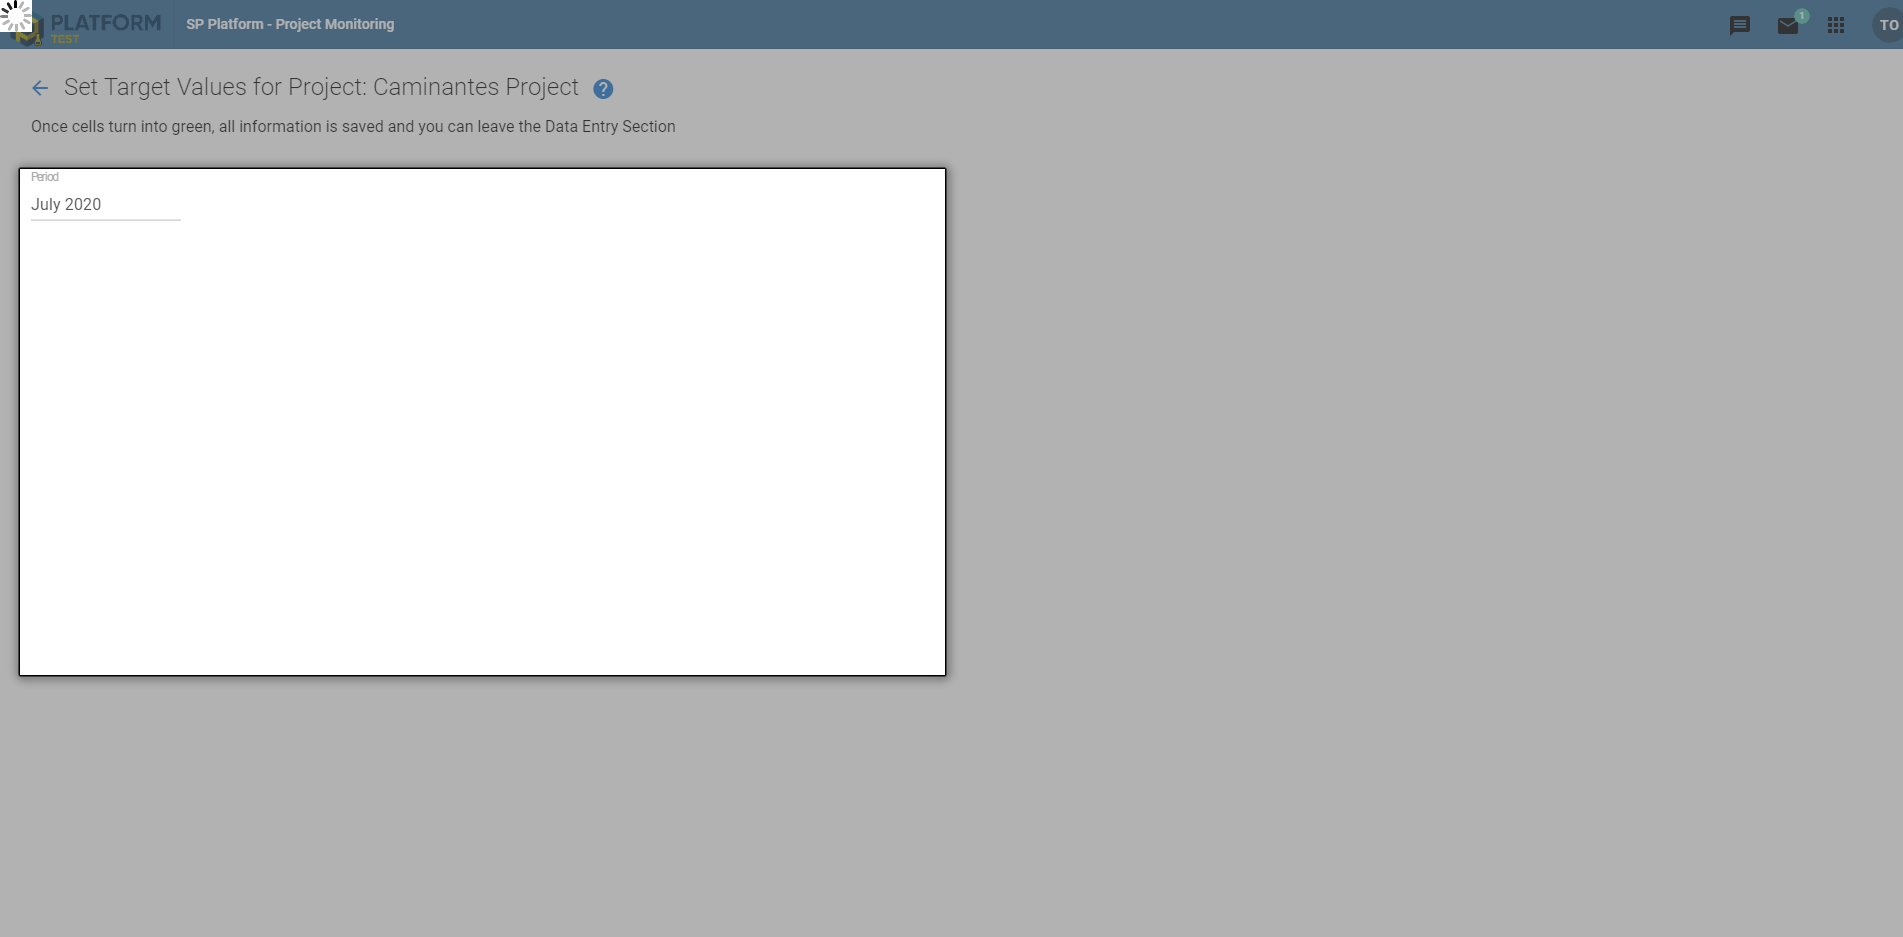 PLATFORM
TEST
SP Platform - Project Monitoring
1
TO
Set Target Values for Project: Caminantes Project
?
Once cells turn into green, all information is saved and you can leave the Data Entry Section
Period
July 2020